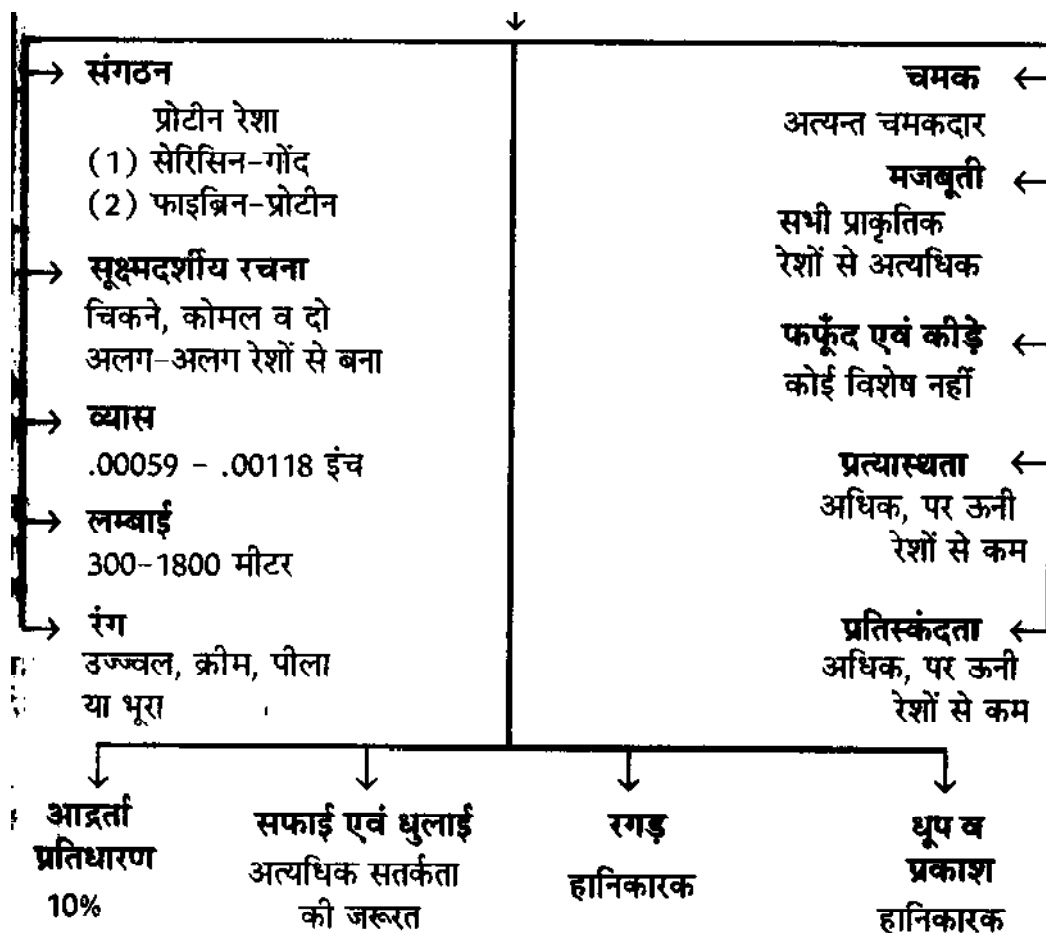 संगठन
प्रोटीन रेशा
(1) सेरिसिन-गोंद
(2) फाइब्रिन-प्रोटीन
सूक्ष्मदर्शीय रचना
चिकने, कोमल व दो
अलग-अलग रेशों से बना
व्यास
.00059 - .00118 इंच
लम्बाई
300-1800 मीटर
रंग
उज्ज्वल, क्रीम, पीला
या भूरा
चमक
अत्यन्त चमकदार
मजबूती
सभी प्राकृतिक
रेशों से अत्यधिक
फफूँद एवं कीड़े
कोई विशेष नहीं
प्रत्यास्थता
अधिक, पर ऊनी
रेशों से कम
प्रतिस्कंदता
अधिक, पर ऊनी
रेशों से कम
आद्रर्ता
प्रतिधारण
10%
सफाई एवं धुलाई
अत्यधिक सतर्कता
की जरूरत
रगड़
हानिकारक
धूप व
प्रकाश
हानिकारक